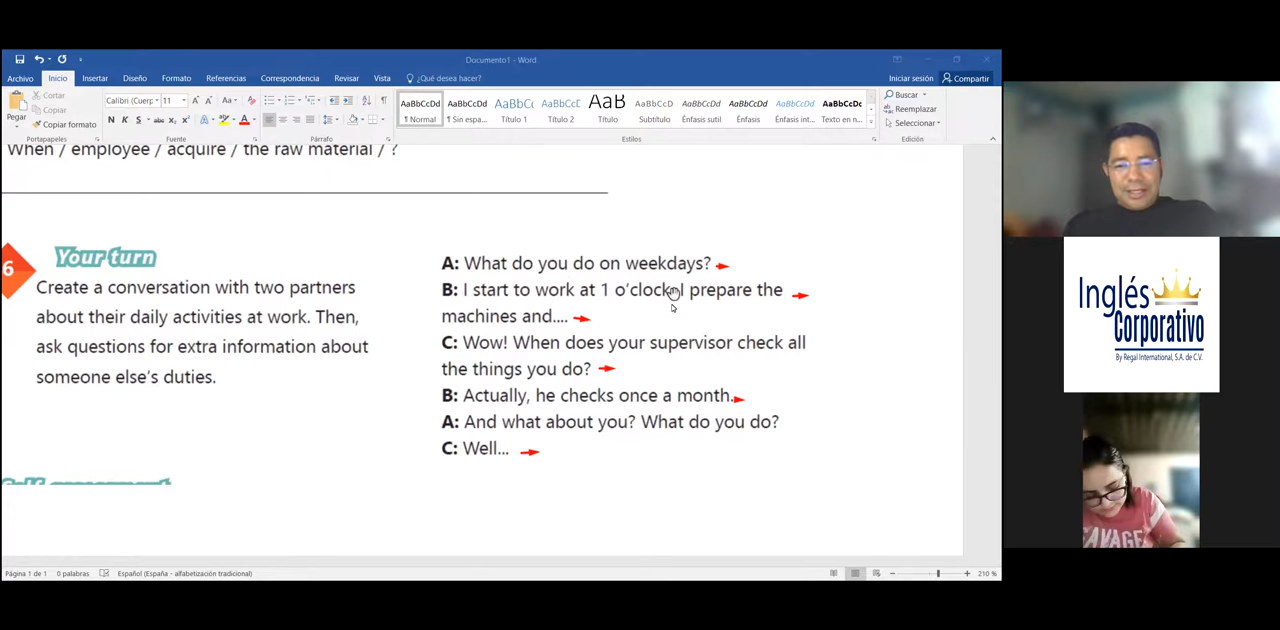 Documento1 - Word
Archivo Inicio Insertar Diseño Formato Referencias Correspondencia Revisar Vista ¿Qué desea hacer? Iniciar sesión Compartir
Pegar
Cortar
Copiar
Copiar formato
Portapapeles
Calibri (Cuerp 11
N K S abc
Fuente
Párrafo
AaBbCcDd AaBbCcDd AaBbCc AaBbCcC AaB AaBbCcD AaBbCcDd AaBbCcDd AaBbCcDd AaBbCcDc
¶ Normal ¶ Sin espa... Título 1 Título 2 Título Subtítulo Énfasis sutil Énfasis Énfasis int... Texto en n...
Estilos
Buscar
Reemplazar
Seleccionar
Edición
When / employee / acquire / the raw material / ?
6
Your turn
Create a conversation with two partners
about their daily activities at work. Then,
ask questions for extra information about
someone else's duties.
A: What do you do on weekdays?
B: I start to work at 1 o'clock I prepare the
machines and....
C: Wow! When does your supervisor check all
the things you do?
B: Actually, he checks once a month.
A: And what about you? What do you do?
C: Well...
Self-assessment
Página 1 de 1 0 palabras Español (España - alfabetización tradicional) 210 %
Inglés
Corporativo
By Regal International, S.A. de C.V.